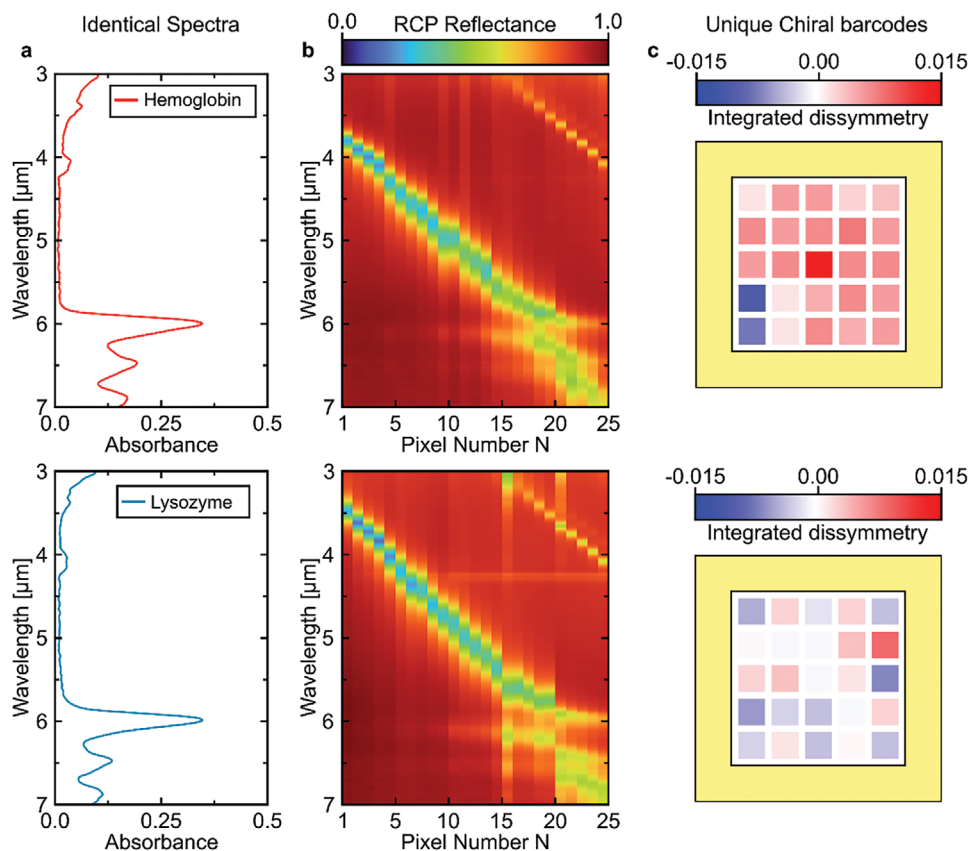 Identical Spectra
RCP Reflectance
Unique Chiral barcodes
a
b
c
0.0 1.0
-0.015 0.00 0.015
Integrated dissymmetry
Hemoglobin
Wavelength [µm]
3
4
5
6
7
0.0 0.25 0.5
Absorbance
Wavelength [µm]
3
4
5
6
7
1 5 10 15 20 25
Pixel Number N
Lysozyme
Wavelength [µm]
3
4
5
6
7
0.0 0.25 0.5
Absorbance
Wavelength [µm]
3
4
5
6
7
1 5 10 15 20 25
Pixel Number N
-0.015 0.00 0.015
Integrated dissymmetry